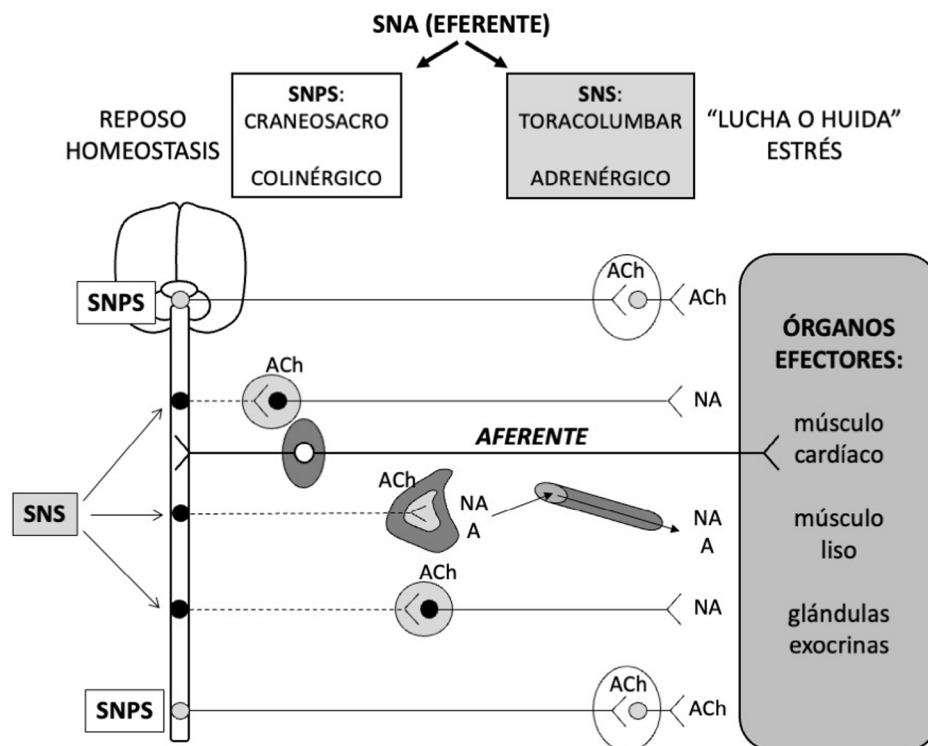 SNA (EFERENTE)
REPOSO
HOMEOSTASIS
SNPS:
CRANEOSACRO
COLINÉRGICO
SNS:
TORACOLUMBAR
ADRENÉRGICO
“LUCHA O HUIDA”
ESTRÉS
SNPS
ACh
ACh
ACh
NA
AFERENTE
SNS
ACh
NA
A
NA
A
ACh
NA
SNPS
ACh
ACh
ÓRGANOS
EFECTORES:
músculo
cardíaco
músculo
liso
glándulas
exocrinas